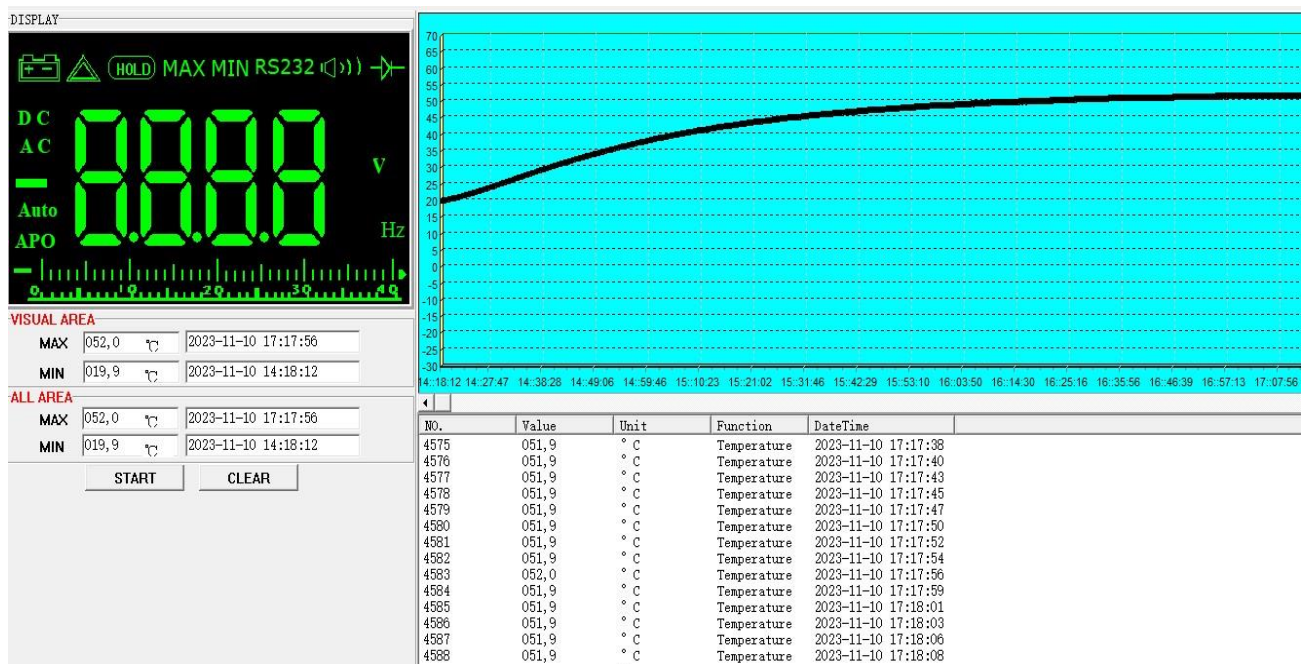 DISPLAY
HOLD MAX MIN RS232
DC
AC
V
Auto
APO
Hz
8.8.8.8
0 10 20 30 40
VISUAL AREA
MAX 052,0 ℃ 2023-11-10 17:17:56
MIN 019,9 ℃ 2023-11-10 14:18:12
ALL AREA
MAX 052,0 ℃ 2023-11-10 17:17:56
MIN 019,9 ℃ 2023-11-10 14:18:12
START CLEAR
70
65
60
55
50
45
40
35
30
25
20
15
10
5
0
-5
-10
-15
-20
-25
-30
14:18:12 14:27:47 14:38:28 14:49:06 14:59:46 15:10:23 15:21:02 15:31:46 15:42:29 15:53:10 16:03:50 16:14:30 16:25:16 16:35:56 16:46:39 16:57:13 17:07:56
NO. Value Unit Function DateTime
4575 051,9 ° C Temperature 2023-11-10 17:17:38
4576 051,9 ° C Temperature 2023-11-10 17:17:40
4577 051,9 ° C Temperature 2023-11-10 17:17:43
4578 051,9 ° C Temperature 2023-11-10 17:17:45
4579 051,9 ° C Temperature 2023-11-10 17:17:47
4580 051,9 ° C Temperature 2023-11-10 17:17:50
4581 051,9 ° C Temperature 2023-11-10 17:17:52
4582 051,9 ° C Temperature 2023-11-10 17:17:54
4583 052,0 ° C Temperature 2023-11-10 17:17:56
4584 051,9 ° C Temperature 2023-11-10 17:17:59
4585 051,9 ° C Temperature 2023-11-10 17:18:01
4586 051,9 ° C Temperature 2023-11-10 17:18:03
4587 051,9 ° C Temperature 2023-11-10 17:18:06
4588 051,9 ° C Temperature 2023-11-10 17:18:08